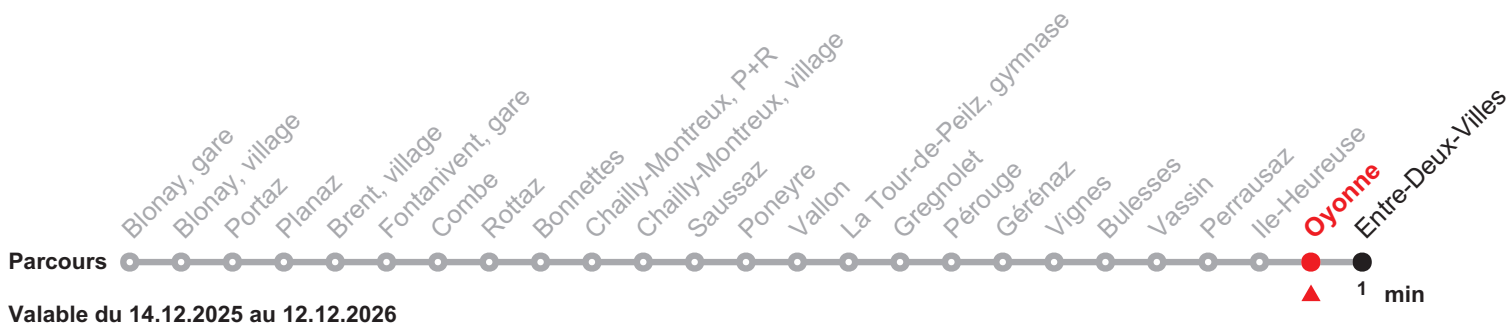 Blonay, gare
Blonay, village
Portaz
Planaz
Brent, village
Fontanivent, gare
Combe
Rottaz
Bonnettes
Chailly-Montreux, P+R
Chailly-Montreux, village
Saussaz
Poneyre
Vallon
La Tour-de-Peilz, gymnase
Gregnolet
Pérouge
Gérénaz
Vignes
Bulesses
Vassin
Perrausaz
Ile-Heureuse
Oyonne
Entre-Deux-Villes
Parcours
1 min
Valable du 14.12.2025 au 12.12.2026